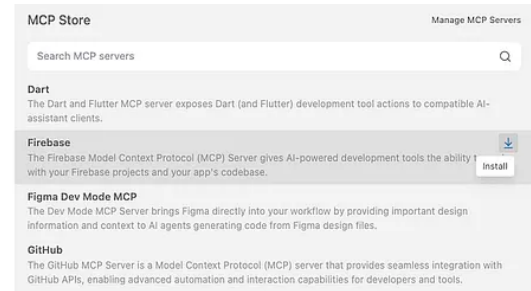 MCP Store
Manage MCP Servers
Search MCP servers
Dart
The Dart and Flutter MCP server exposes Dart (and Flutter) development tool actions to compatible AI-
assistant clients.
Firebase
The Firebase Model Context Protocol (MCP) Server gives AI-powered development tools the ability
Install
with your Firebase projects and your app's codebase.
Figma Dev Mode MCP
The Dev Mode MCP Server brings Figma directly into your workflow by providing important design
information and context to AI agents generating code from Figma design files.
GitHub
The GitHub MCP Server is a Model Context Protocol (MCP) server that provides seamless integration with
GitHub APIs, enabling advanced automation and interaction capabilities for developers and tools.